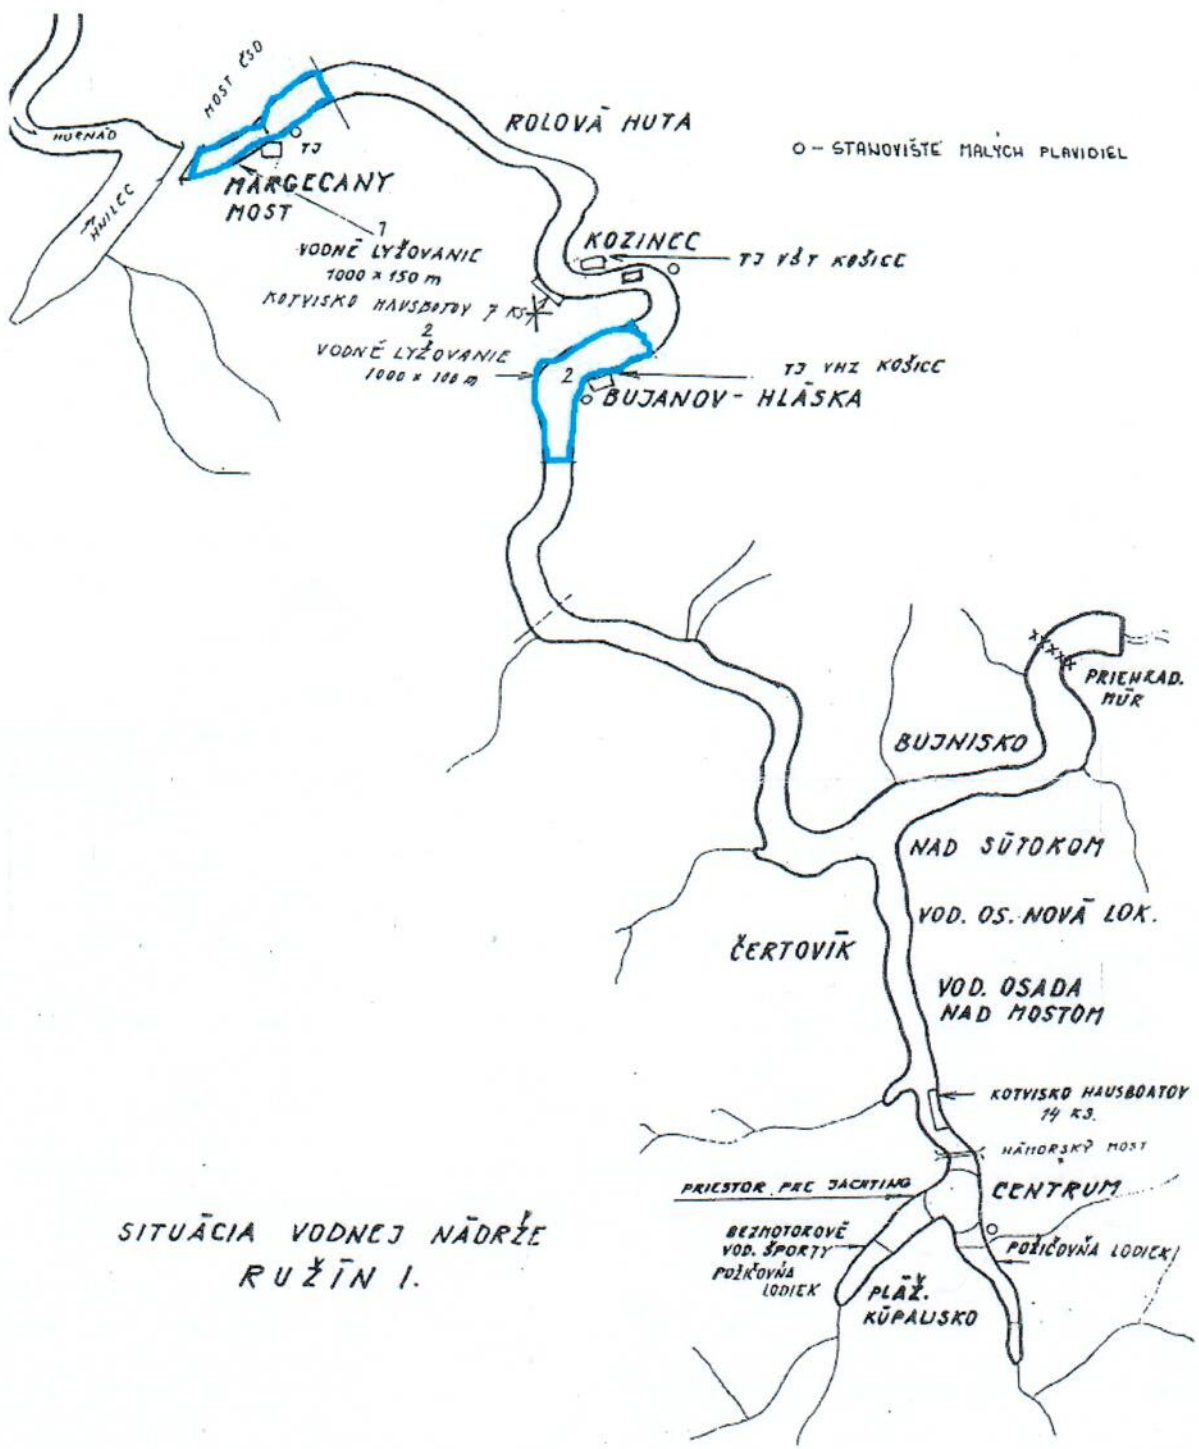 MOST ČSD
HORNÁD
HNILEC
TJ
MARGECANY
MOST
ROLOVÁ HUTA
O - STANOVIŠTĚ MALÝCH PLAVIDIEL
1
VODNÉ LYŽOVANIE
1000 x 150 m
KOTVISKO HAUSBOTOV 7 KS
KOZINEC
TJ VŠT KOŠICE
2
VODNÉ LYŽOVANIE
1000 x 100 m
2
TJ VHZ KOŠICE
BUJANOV - HLÁSKA
PRIEHRAD.
MÚR
BUJNISKO
NAD SÚTOKOM
VOD. OS. NOVÁ LOK.
ČERTOVÍK
VOD. OSADA
NAD MOSTOM
KOTVISKO HAUSBOATOV
14 KS.
HÁMORSKÝ MOST
PRIESTOR PRE JACHTING
CENTRUM
BEZMOTOROVÉ
VOD. ŠPORTY
POŽIČOVŇA
LODIEK
POŽIČOVŇA LODIEK
PLÁŽ.
KÚPALISKO
SITUÁCIA VODNEJ NÁDRŽE
RUŽÍN I.